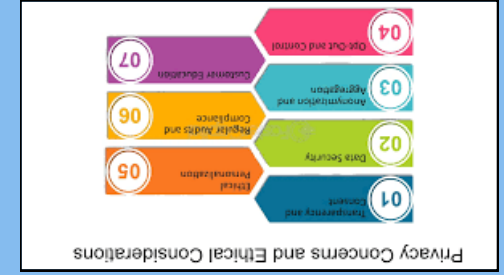 Privacy Concerns and Ethical Considerations
01
Transparency and
Consent
02
Data Security
03
Anonymization and
Aggregation
04
Opt-Out and Control
05
Ethical
Personalization
06
Regular Audits and
Compliance
07
Customer Education